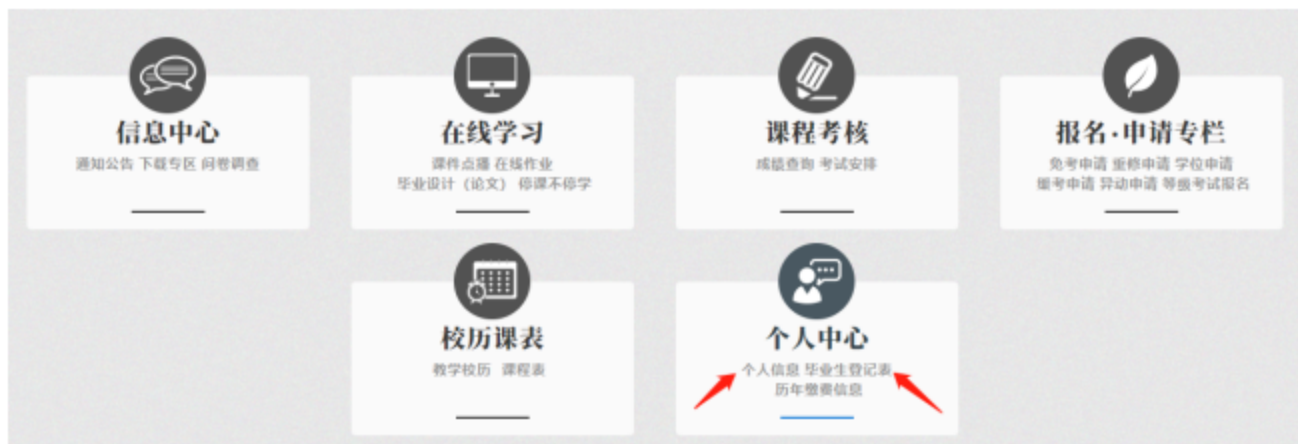 信息中心
通知公告 下载专区 问卷调查
在线学习
课件点播 在线作业
毕业设计（论文） 停课不停学
课程考核
成绩查询 考试安排
报名·申请专栏
免考申请 重修申请 学位申请
缓考申请 异动申请 等级考试报名
校历课表
教学校历 课程表
个人中心
个人信息 毕业生登记表
历年缴费信息